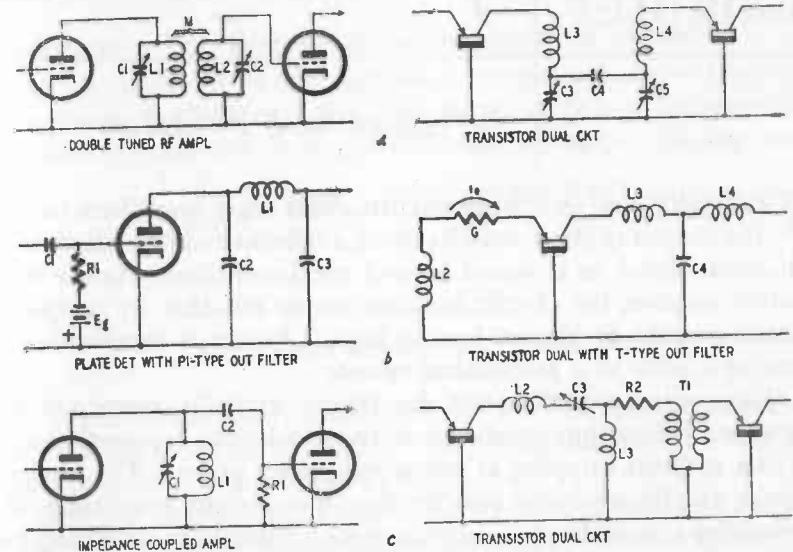 M
C1 L1 L2 C2
L3 L4
C3 C4 C5
DOUBLE TUNED RF AMPL
a
TRANSISTOR DUAL CKT
L1
C1
R1
C2 C3
Eg
+
PLATE DET WITH PI-TYPE OUT FILTER
b
Ie
G
L2
L3 L4
C4
TRANSISTOR DUAL WITH T-TYPE OUT FILTER
C2
C1 L1 R1
IMPEDANCE COUPLED AMPL
c
L2 C3 R2 T1
L3
TRANSISTOR DUAL CKT